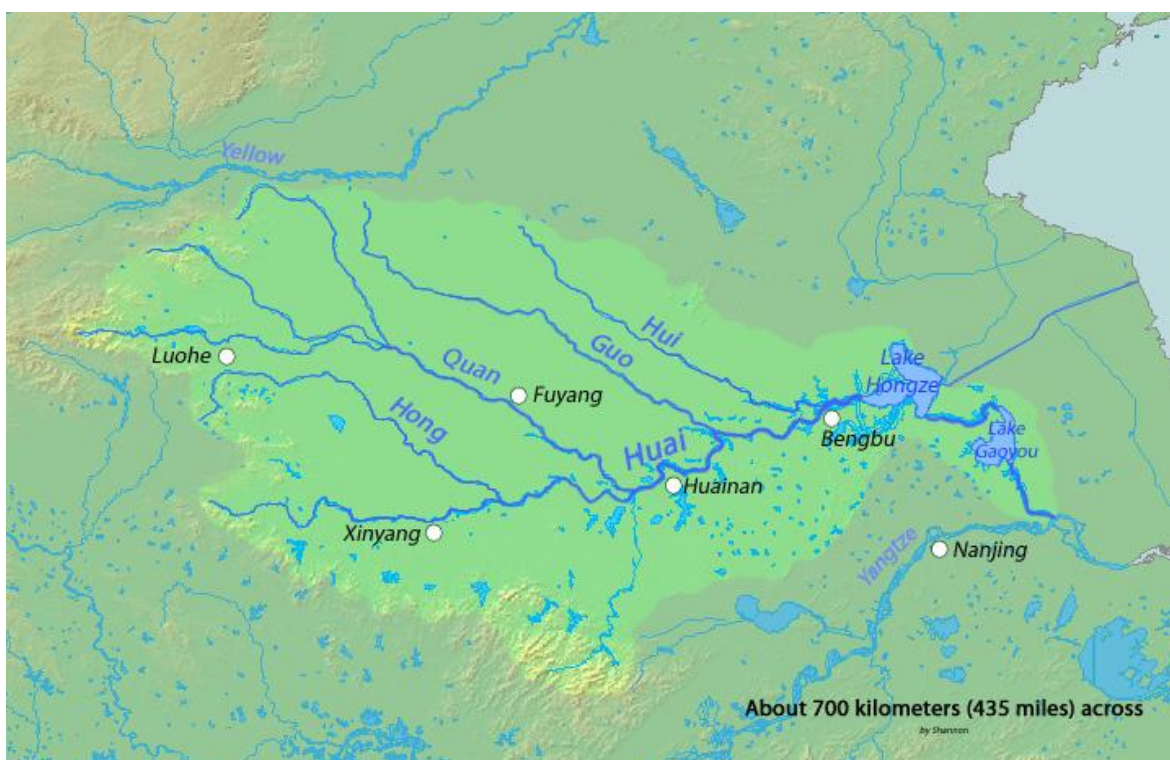 Yellow
Hui
Lake
Hongze
Luohe
Guo
Quan
Fuyang
Hong
Bengbu
Lake
Gaoyou
Huai
Huainan
Xinyang
Yangtze
Nanjing
About 700 kilometers (435 miles) across
by Shannon